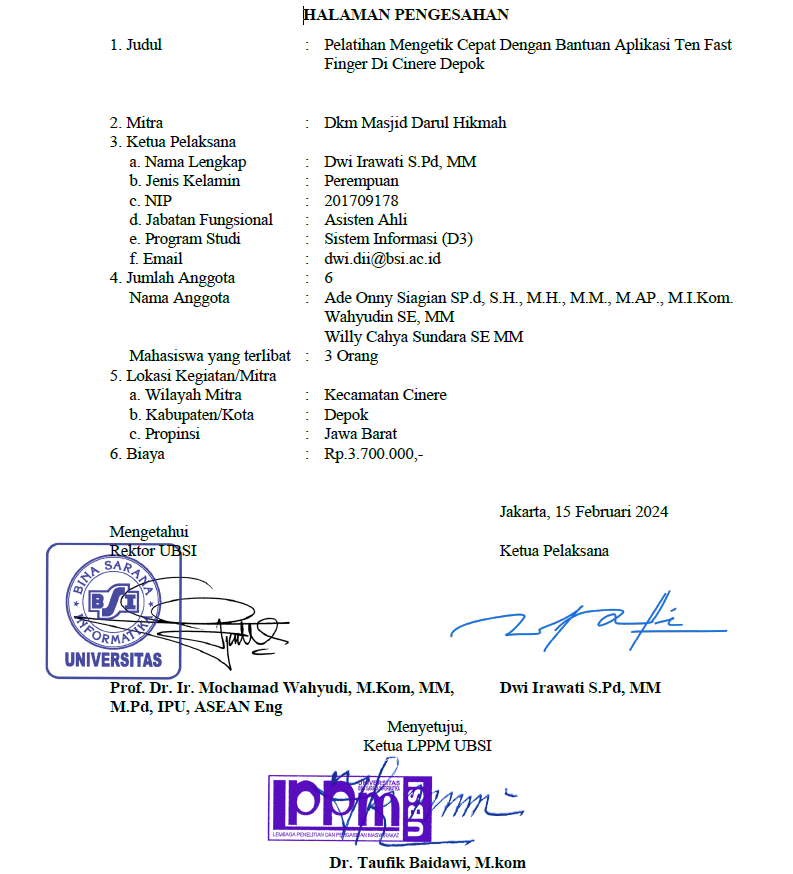 HALAMAN PENGESAHAN
1. Judul : Pelatihan Mengetik Cepat Dengan Bantuan Aplikasi Ten Fast
Finger Di Cinere Depok
2. Mitra : Dkm Masjid Darul Hikmah
3. Ketua Pelaksana
a. Nama Lengkap : Dwi Irawati S.Pd, MM
b. Jenis Kelamin : Perempuan
c. NIP : 201709178
d. Jabatan Fungsional : Asisten Ahli
e. Program Studi : Sistem Informasi (D3)
f. Email : dwi.dii@bsi.ac.id
4. Jumlah Anggota : 6
Nama Anggota : Ade Onny Siagian SP.d, S.H., M.H., M.M., M.AP., M.I.Kom.
Wahyudin SE, MM
Willy Cahya Sundara SE MM
Mahasiswa yang terlibat : 3 Orang
5. Lokasi Kegiatan/Mitra
a. Wilayah Mitra : Kecamatan Cinere
b. Kabupaten/Kota : Depok
c. Propinsi : Jawa Barat
6. Biaya : Rp.3.700.000,-
Jakarta, 15 Februari 2024
Mengetahui
Rektor UBSI Ketua Pelaksana
BINA SARANA
BSI
INFORMATIKA
UNIVERSITAS
Prof. Dr. Ir. Mochamad Wahyudi, M.Kom, MM, Dwi Irawati S.Pd, MM
M.Pd, IPU, ASEAN Eng
Menyetujui,
Ketua LPPM UBSI
UNIVERSITAS
lppm
LEMBAGA PENELITIAN DAN PENGABDIAN MASYARAKAT
Dr. Taufik Baidawi, M.kom